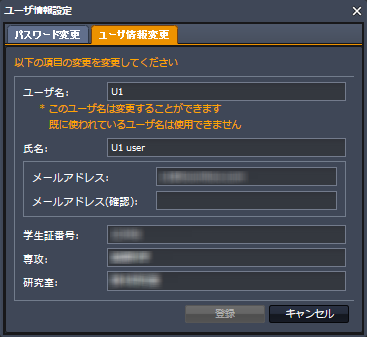 ユーザ情報設定
パスワード変更 ユーザ情報変更
以下の項目の変更を変更してください
ユーザ名: U1
* このユーザ名は変更することができます
既に使われているユーザ名は使用できません
氏名: U1 user
メールアドレス:
メールアドレス(確認):
学生証番号:
専攻:
研究室:
登録 キャンセル